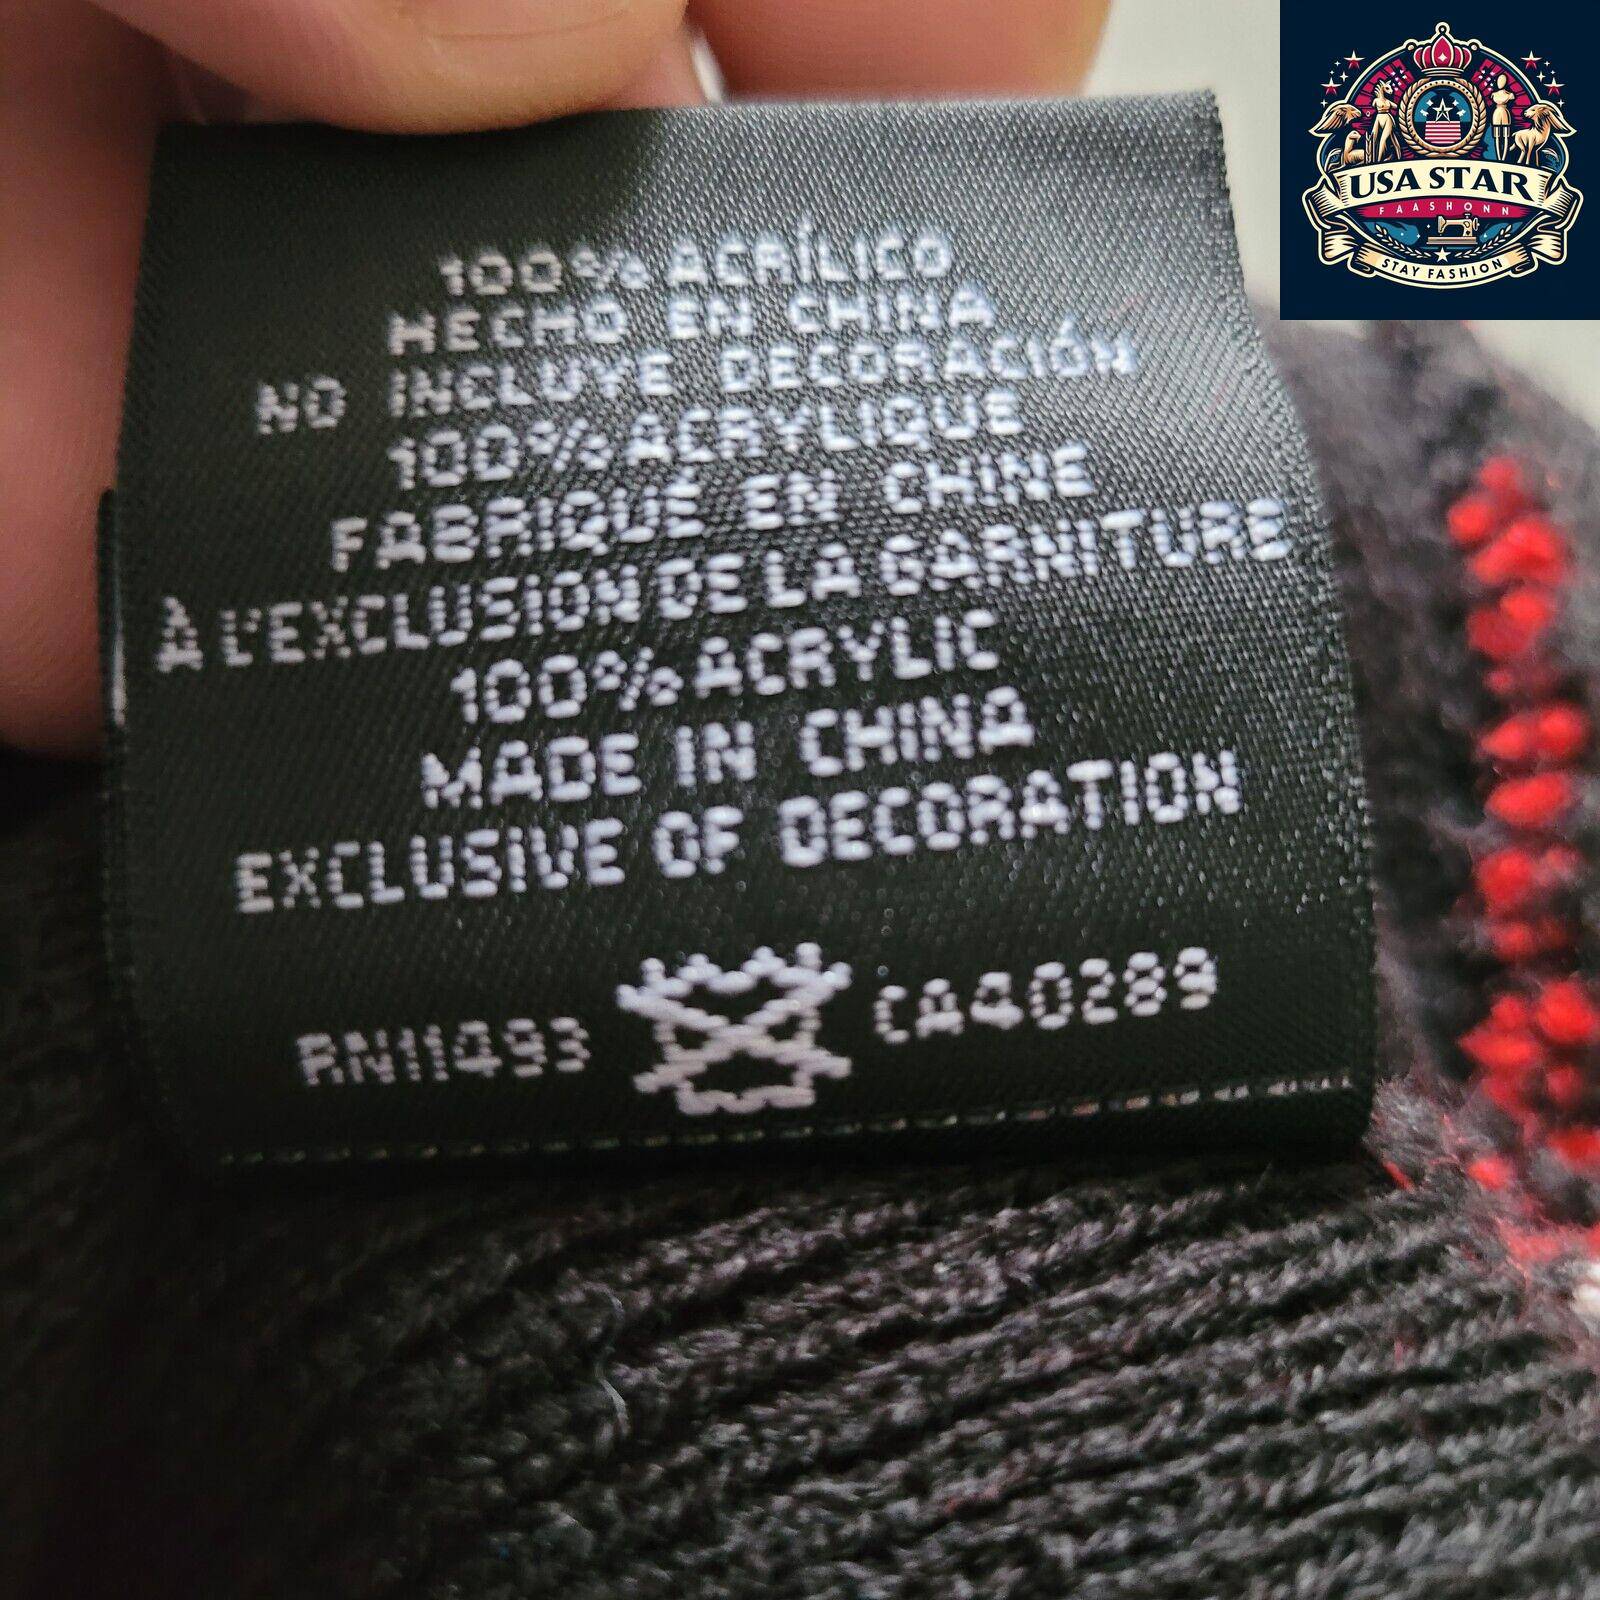 USA STAR
FAASHONN
STAY FASHION
100% ACRÍLICO
HECHO EN CHINA
NO INCLUYE DECORACIÓN
100% ACRYLIQUE
FABRIQUÉ EN CHINE
À L'EXCLUSION DE LA GARNITURE
100% ACRYLIC
MADE IN CHINA
EXCLUSIVE OF DECORATION
RN11493 CA40289